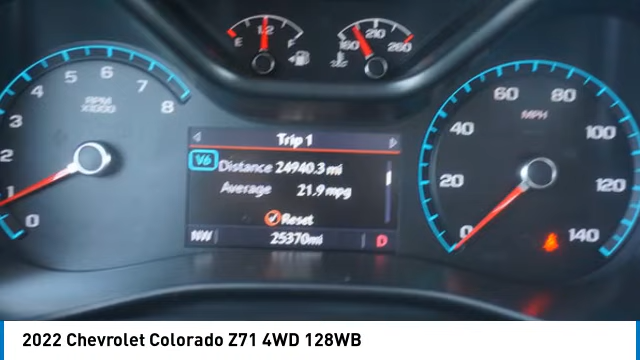 E 1/2 F
160 210 260
RPM
X1000
0 1 2 3 4 5 6 7 8
Trip 1
V6
Distance 24940.3 mi
Average 21.9 mpg
Reset
NW 25370mi D
MPH
0 20 40 60 80 100 120 140
2022 Chevrolet Colorado Z71 4WD 128WB